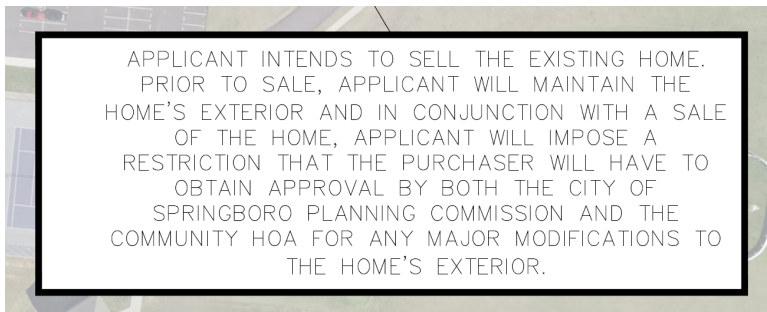 APPLICANT INTENDS TO SELL THE EXISTING HOME.
PRIOR TO SALE, APPLICANT WILL MAINTAIN THE
HOME'S EXTERIOR AND IN CONJUNCTION WITH A SALE
OF THE HOME, APPLICANT WILL IMPOSE A
RESTRICTION THAT THE PURCHASER WILL HAVE TO
OBTAIN APPROVAL BY BOTH THE CITY OF
SPRINGBORO PLANNING COMMISSION AND THE
COMMUNITY HOA FOR ANY MAJOR MODIFICATIONS TO
THE HOME'S EXTERIOR.